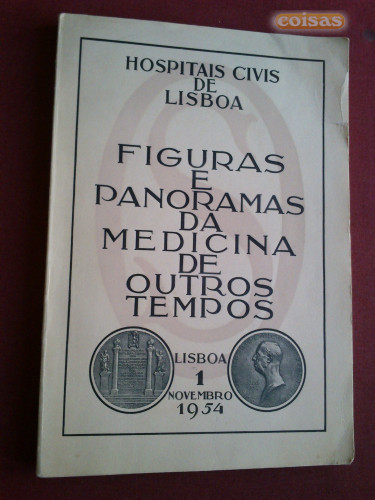 coisas
HOSPITAIS CIVIS
DE
LISBOA
FIGURAS
E
PANORAMAS
DA
MEDICINA
DE
OUTROS
TEMPOS
LISBOA
1
NOVEMBRO
1954